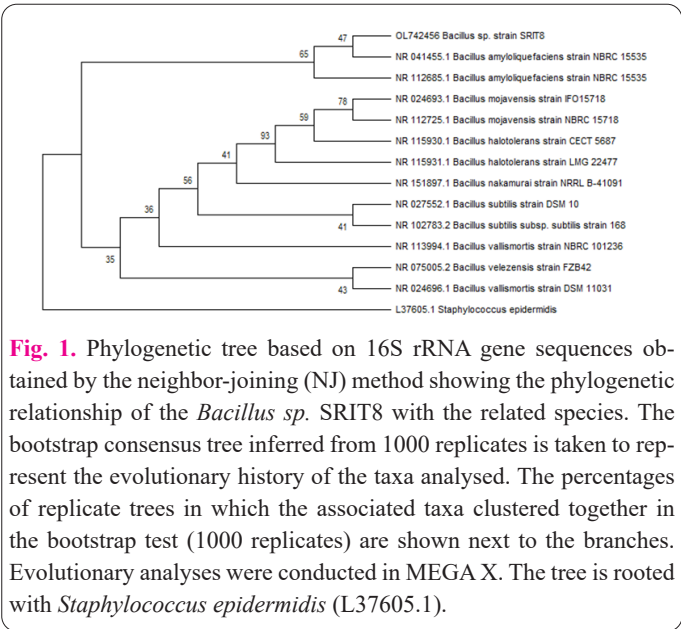 47
OL742456 Bacillus sp. strain SRIT8
65
NR 041455.1 Bacillus amyloliquefaciens strain NBRC 15535
NR 112685.1 Bacillus amyloliquefaciens strain NBRC 15535
78
NR 024693.1 Bacillus mojavensis strain IFO15718
59
NR 112725.1 Bacillus mojavensis strain NBRC 15718
93
NR 115930.1 Bacillus halotolerans strain CECT 5687
41
NR 115931.1 Bacillus halotolerans strain LMG 22477
56
NR 151897.1 Bacillus nakamurai strain NRRL B-41091
36
NR 027552.1 Bacillus subtilis strain DSM 10
41
NR 102783.2 Bacillus subtilis subsp. subtilis strain 168
35
NR 113994.1 Bacillus vallismortis strain NBRC 101236
NR 075005.2 Bacillus velezensis strain FZB42
43
NR 024696.1 Bacillus vallismortis strain DSM 11031
L37605.1 Staphylococcus epidermidis
Fig. 1. Phylogenetic tree based on 16S rRNA gene sequences ob-
tained by the neighbor-joining (NJ) method showing the phylogenetic
relationship of the Bacillus sp. SRIT8 with the related species. The
bootstrap consensus tree inferred from 1000 replicates is taken to rep-
resent the evolutionary history of the taxa analysed. The percentages
of replicate trees in which the associated taxa clustered together in
the bootstrap test (1000 replicates) are shown next to the branches.
Evolutionary analyses were conducted in MEGA X. The tree is rooted
with Staphylococcus epidermidis (L37605.1).